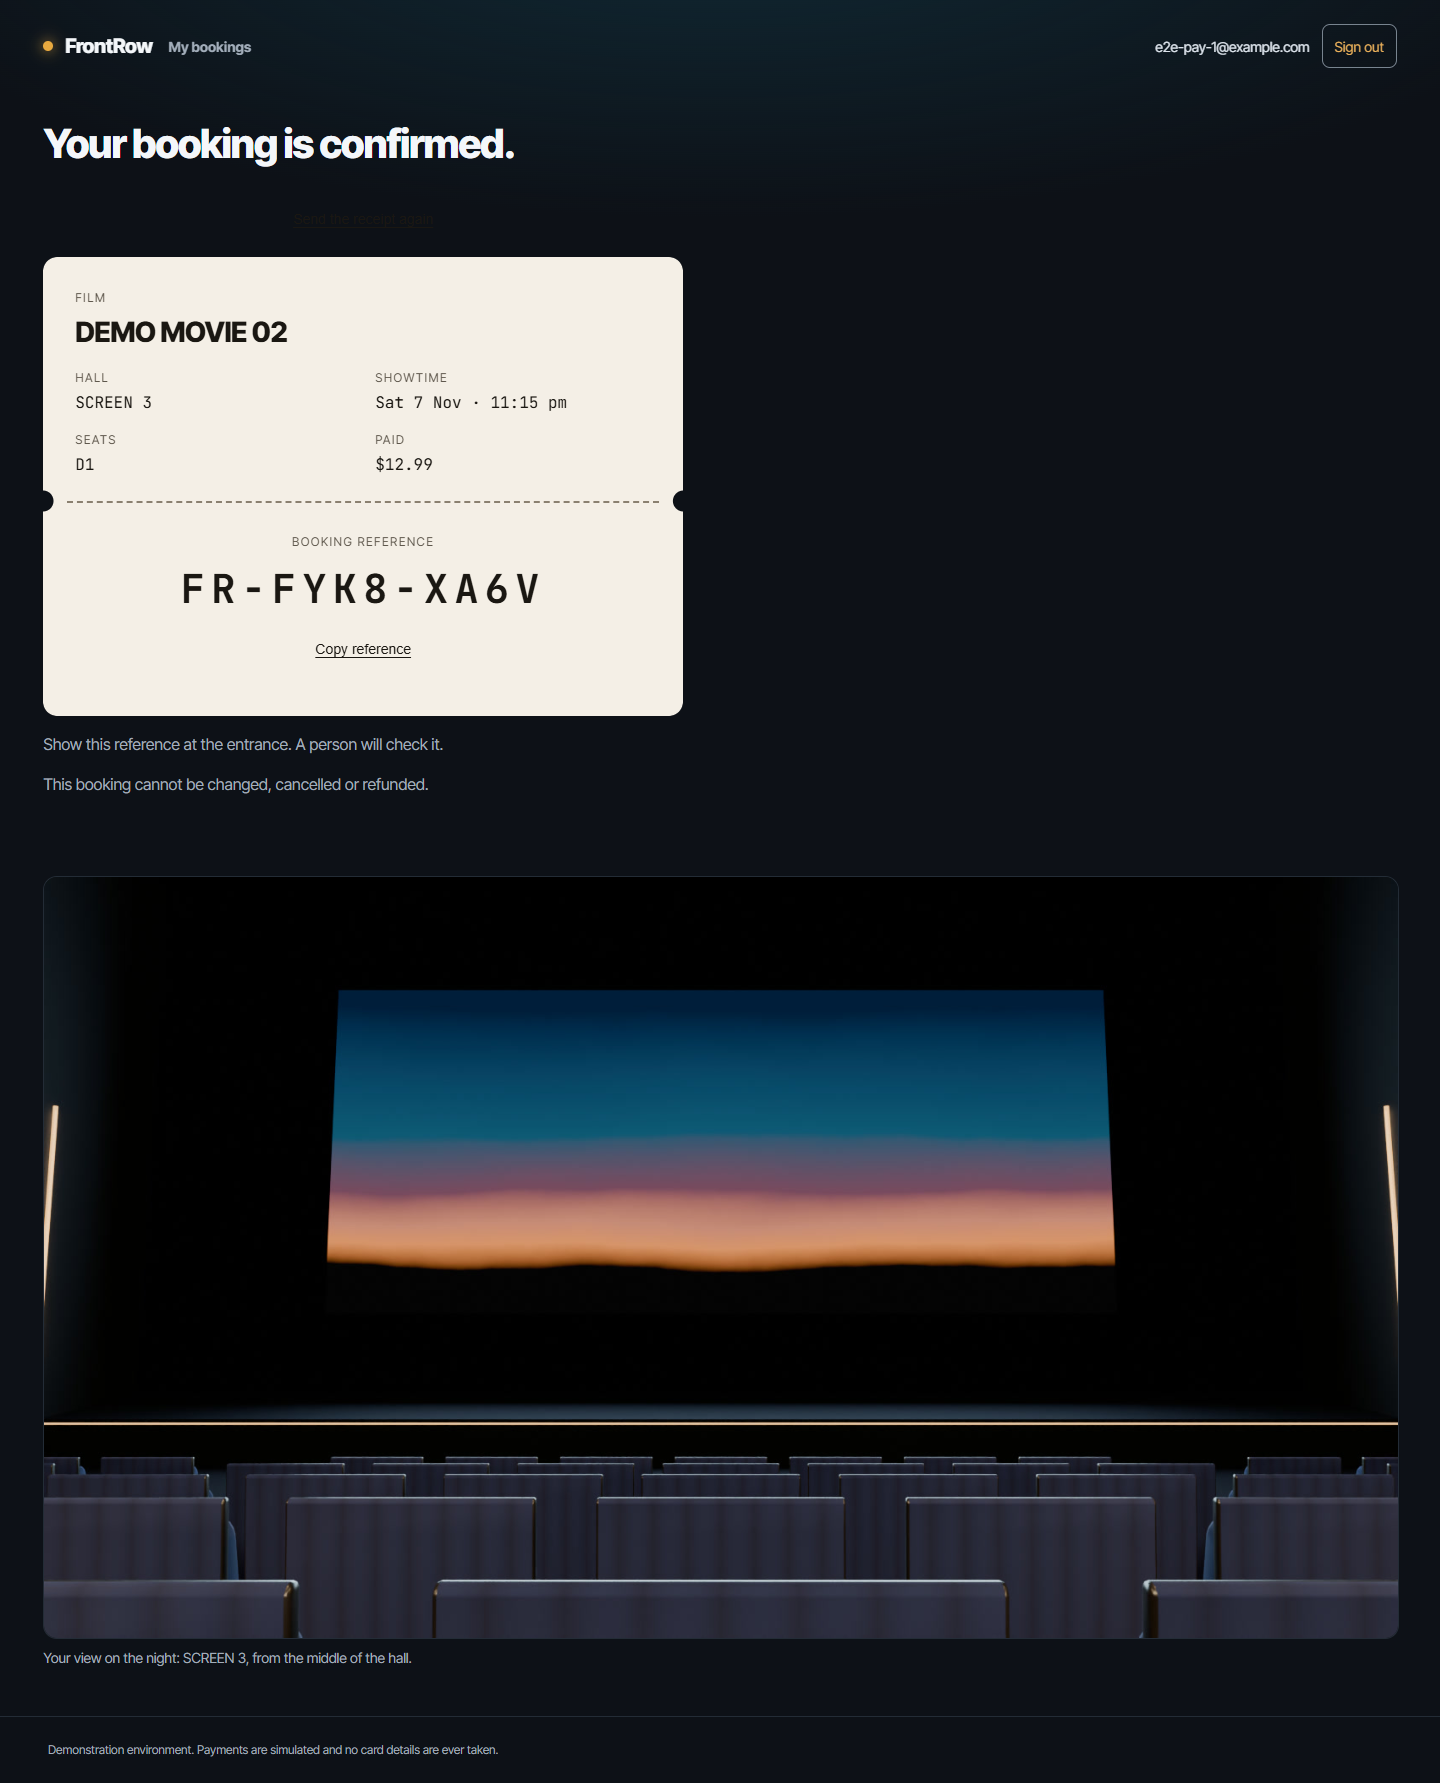 FrontRow My bookings e2e-pay-1@example.com Sign out
Your booking is confirmed.
Send the receipt again
FILM
DEMO MOVIE 02
HALL SHOWTIME
SCREEN 3 Sat 7 Nov · 11:15 pm
SEATS PAID
D1 $12.99
BOOKING REFERENCE
FR-FYK8-XA6V
Copy reference
Show this reference at the entrance. A person will check it.
This booking cannot be changed, cancelled or refunded.
Your view on the night: SCREEN 3, from the middle of the hall.
Demonstration environment. Payments are simulated and no card details are ever taken.